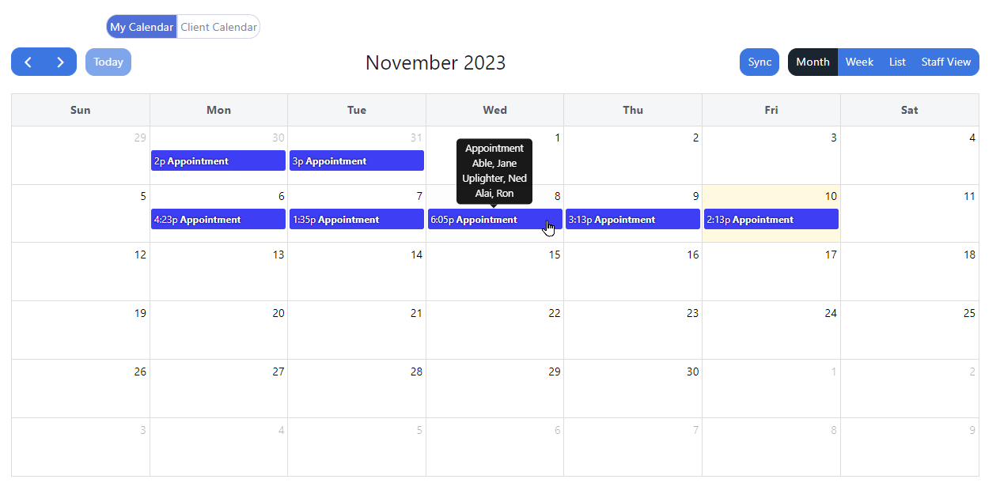 My Calendar Client Calendar
Today
November 2023
Sync
Month Week List Staff View
Sun Mon Tue Wed Thu Fri Sat
29 30 31 1 2 3 4
2p Appointment 3p Appointment
Appointment
Able, Jane
Uplighter, Ned
Alai, Ron
5 6 7 8 9 10 11
4:23p Appointment 1:35p Appointment 6:05p Appointment 3:13p Appointment 2:13p Appointment
12 13 14 15 16 17 18
19 20 21 22 23 24 25
26 27 28 29 30 1 2
3 4 5 6 7 8 9